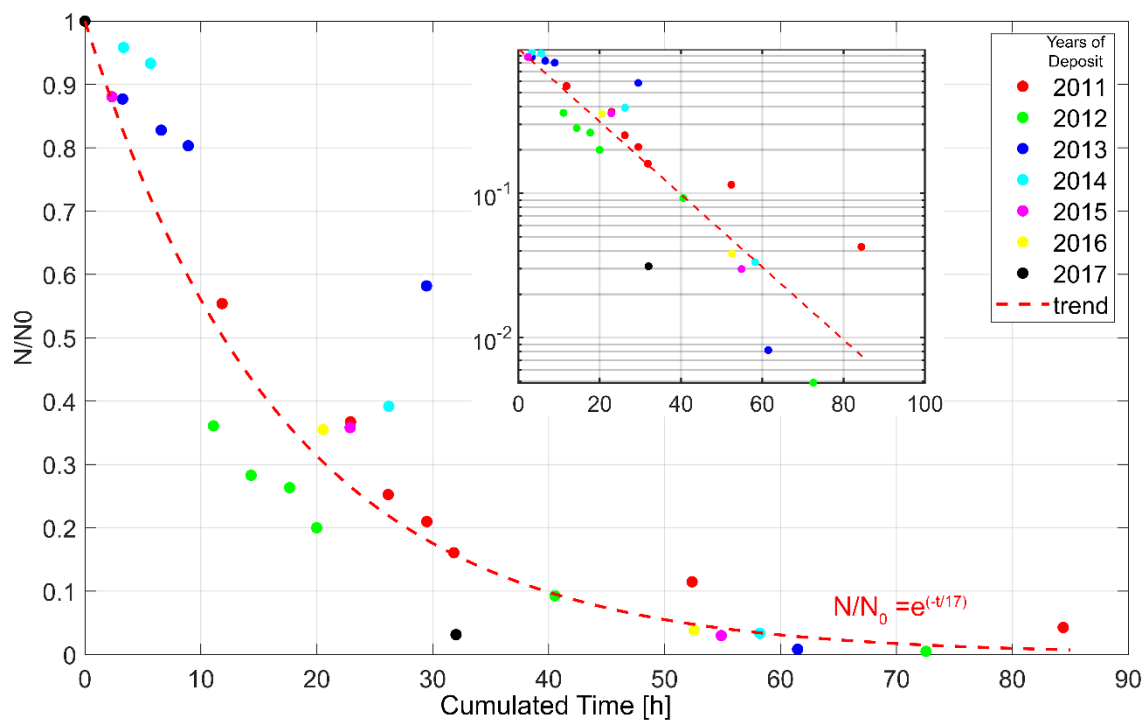 1
0.9
0.8
0.7
0.6
0.5
0.4
0.3
0.2
0.1
0
N/N0
0 10 20 30 40 50 60 70 80 90
Cumulated Time [h]
10^-1
10^-2
0 20 40 60 80 100
N/N_0 =e^(-t/17)
Years of
Deposit
2011
2012
2013
2014
2015
2016
2017
trend